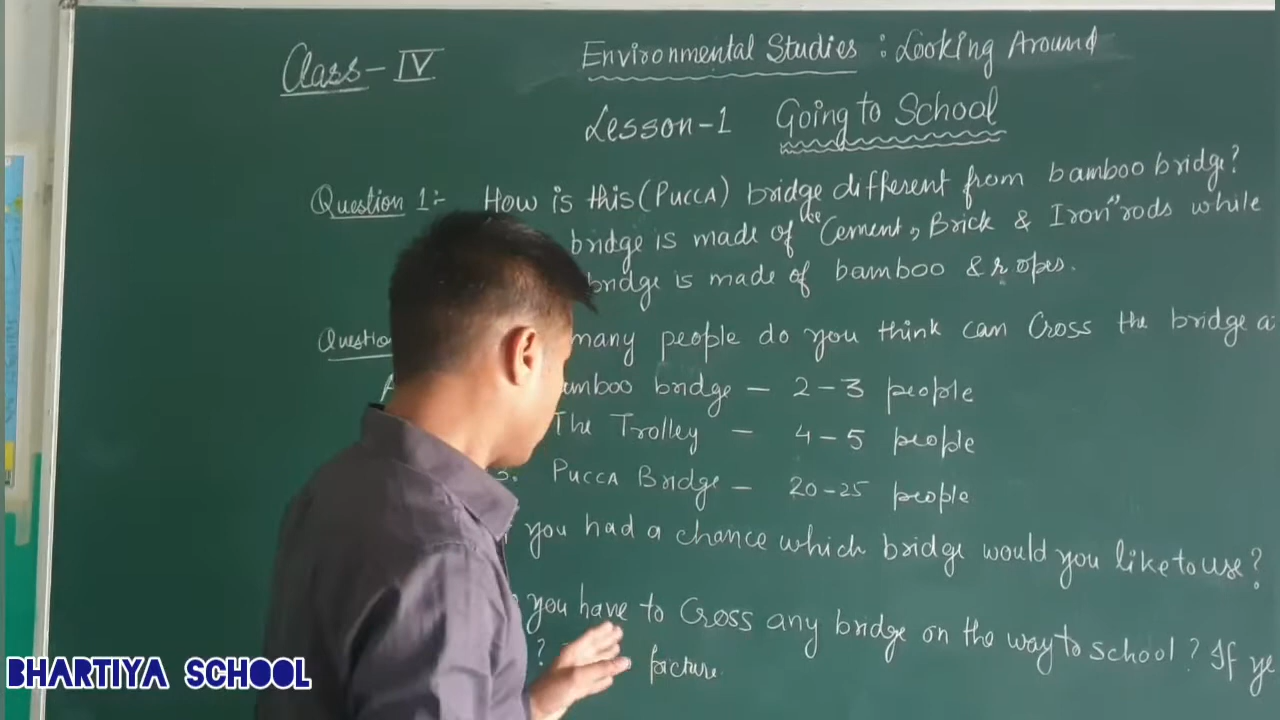 Class - IV
Environmental Studies : Looking Around
Lesson-1 Going to School
Question 1:- How is this (Pucca) bridge different from bamboo bridge?
bridge is made of the Cement, Brick & Iron rods while
bridge is made of bamboo & ropes.
many people do you think can Cross the bridge
bridge - 2-3 people
The Trolley - 4-5 people
Pucca Bridge - 20-25 people
you had a chance which bridge would you like to use?
you have to Cross any bridge on the way to school? If
?
BHARTIYA SCHOOL